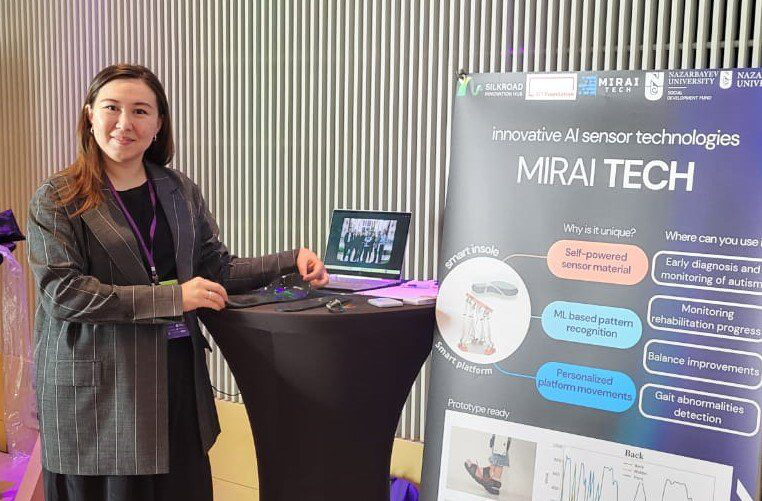 SILKROAD
INNOVATION HUB
MIRAI
TECH
NAZARBAYEV
UNIVERSITY
SOCIAL
DEVELOPMENT FUND
innovative AI sensor technologies
MIRAI TECH
Why is it unique?
Self-powered
sensor material
ML based pattern
recognition
Personalized
platform movements
smart insole
Smart platform
Where can you use i
Early diagnosis and
monitoring of autism
Monitoring
rehabilitation progress
Balance improvements
Gait abnormalities
detection
Prototype ready
Back